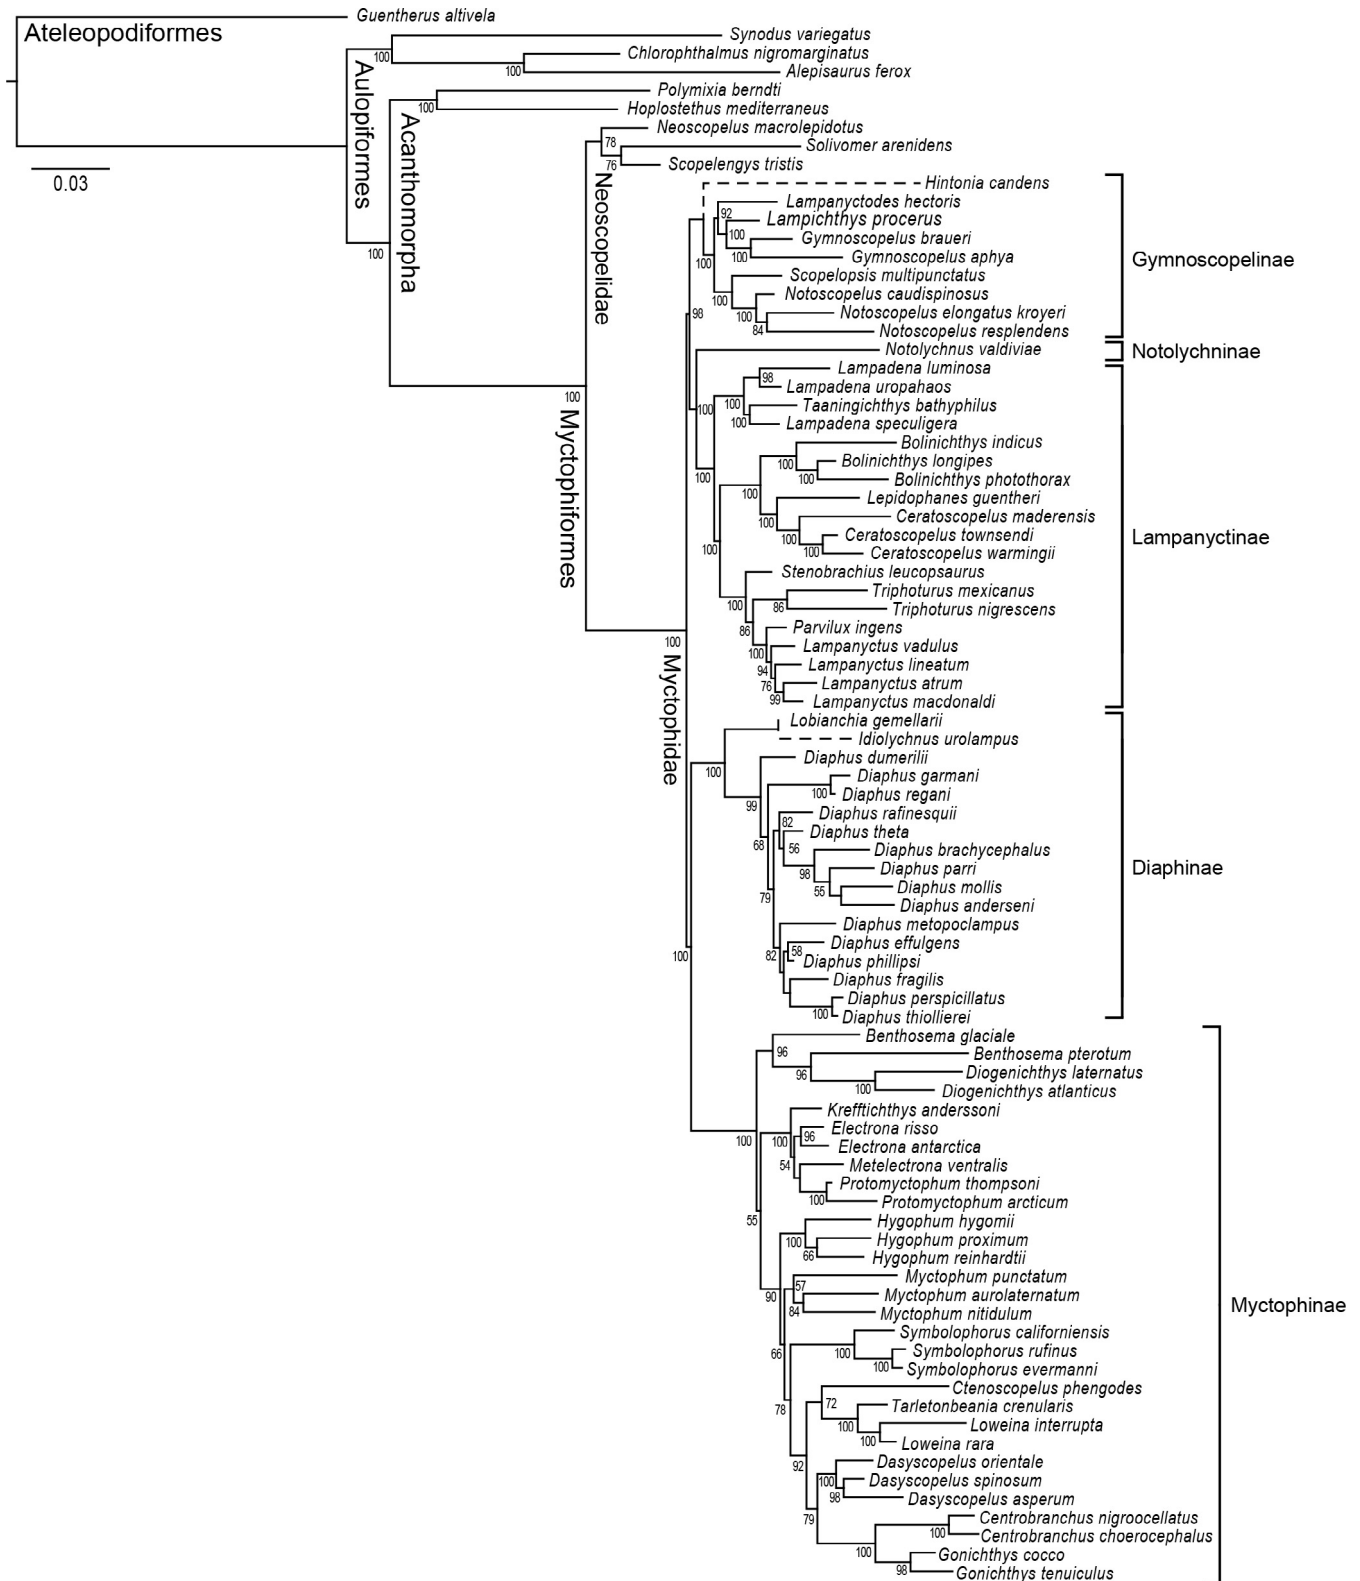 Guentherus altivela
Ateleopodiformes
Synodus variegatus
100
Chlorophthalmus nigromarginatus
100
Alepisaurus ferox
Aulopiformes
Polymixia berndti
100
Hoplostethus mediterraneus
Acanthomorpha
Neoscopelus macrolepidotus
78
Solivomer arenidens
76
Scopelengys tristis
0.03
Neoscopelidae
100
Hintonia candens
Lampanyctodes hectoris
92
Lampichthys procerus
100
Gymnoscopelus braueri
100
Gymnoscopelus aphya
100
Gymnoscopelinae
Scopelopsis multipunctatus
100
Notoscopelus caudispinosus
100
Notoscopelus elongatus kroyeri
98
84
Notoscopelus resplendens
Notolychnus valdiviae
Notolychninae
Lampadena luminosa
98
Lampadena uropahaos
100
100
Taaningichthys bathyphilus
100
Lampadena speculigera
100
Myctophiformes
Bolinichthys indicus
100
Bolinichthys longipes
100
Bolinichthys photothorax
100
100
Lepidophanes guentheri
100
Ceratoscopelus maderensis
100
Ceratoscopelus townsendi
100
Ceratoscopelus warmingii
100
Lampanyctinae
Stenobrachius leucopsaurus
100
Triphoturus mexicanus
86
Triphoturus nigrescens
86
Parvilux ingens
100
Lampanyctus vadulus
94
Lampanyctus lineatum
76
Lampanyctus atrum
99
Lampanyctus macdonaldi
100
Myctophidae
Lobianchia gemellarii
Idiolychnus urolampus
Diaphus dumerilii
100
Diaphus garmani
100
Diaphus regani
99
Diaphus rafinesquii
82
Diaphus theta
56
68
Diaphus brachycephalus
98
Diaphus parri
55
Diaphus mollis
79
Diaphus anderseni
Diaphinae
Diaphus metopoclampus
Diaphus effulgens
58
82
Diaphus phillipsi
100
Diaphus fragilis
Diaphus perspicillatus
100
Diaphus thiollierei
Benthosema glaciale
96
Benthosema pterotum
96
Diogenichthys laternatus
100
Diogenichthys atlanticus
Krefftichthys anderssoni
100
Electrona risso
100
96
Electrona antarctica
54
Metelectrona ventralis
Protomyctophum thompsoni
100
Protomyctophum arcticum
55
Hygophum hygomii
100
Hygophum proximum
66
Hygophum reinhardtii
Myctophum punctatum
57
90
Myctophum aurolaternatum
84
Myctophum nitidulum
Myctophinae
Symbolophorus californiensis
66
100
Symbolophorus rufinus
100
Symbolophorus evermanni
Ctenoscopelus phengodes
72
78
Tarletonbeania crenularis
100
Loweina interrupta
100
Loweina rara
92
Dasyscopelus orientale
100
Dasyscopelus spinosum
98
Dasyscopelus asperum
79
Centrobranchus nigroocellatus
100
Centrobranchus choerocephalus
100
Gonichthys cocco
98
Gonichthys tenuiculus